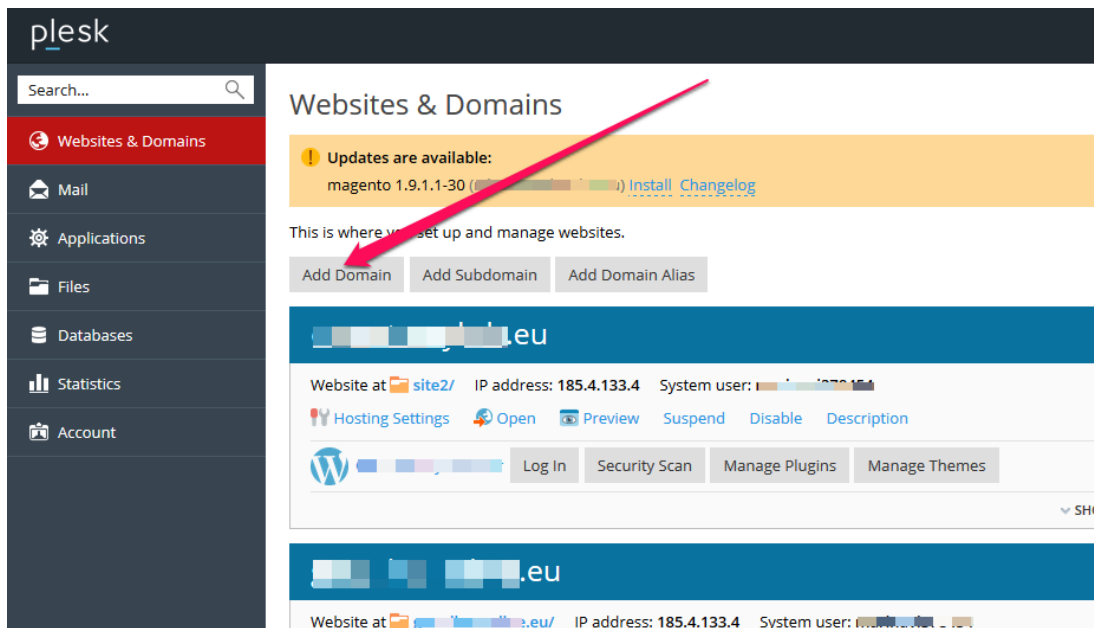 plesk
Search...
Websites & Domains
Mail
Applications
Files
Databases
Statistics
Account
Websites & Domains
Updates are available:
magento 1.9.1.1-30 ( ) Install Changelog
This is where you set up and manage websites.
Add Domain Add Subdomain Add Domain Alias
.eu
Website at site2/ IP address: 185.4.133.4 System user:
Hosting Settings Open Preview Suspend Disable Description
Log In Security Scan Manage Plugins Manage Themes
.eu
Website at .eu/ IP address: 185.4.133.4 System user: